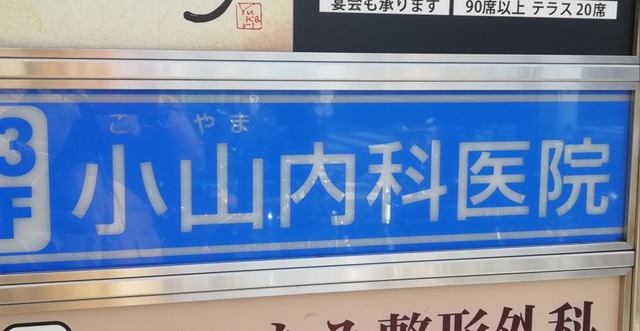 Yukari
宴会も承ります
90席以上 テラス20席
3F
こやま
小山内科医院
整形外科